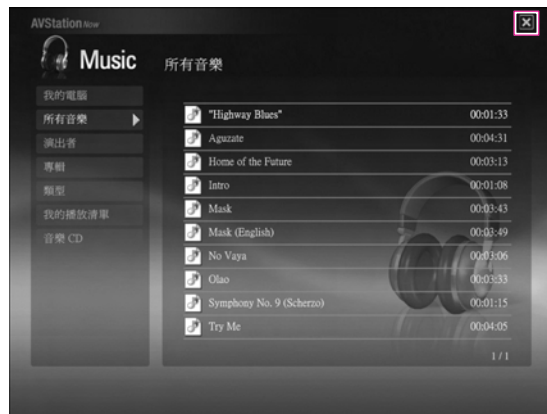 AVStation Now
Music
所有音樂
我的電腦
所有音樂
演出者
專輯
類型
我的播放清單
音樂 CD
"Highway Blues" 00:01:33
Aguzate 00:04:31
Home of the Future 00:03:13
Intro 00:01:08
Mask 00:03:43
Mask (English) 00:03:49
No Vaya 00:03:06
Olao 00:03:33
Symphony No. 9 (Scherzo) 00:01:15
Try Me 00:04:05
1 / 1